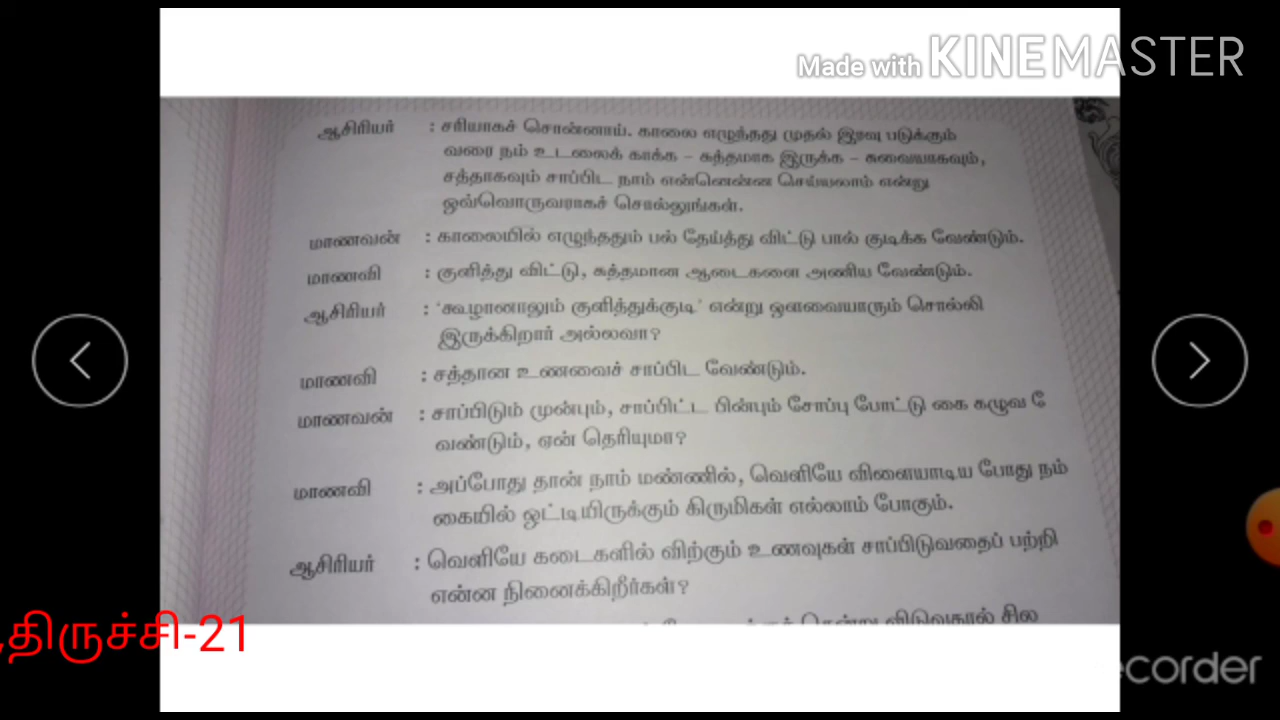 Made with KINEMASTER
ஆசிரியர் : சரியாகச் சொன்னாய். காலை எழுந்தது முதல் இரவு படுக்கும்
வரை நம் உடலைக் காக்க – சுத்தமாக இருக்க – சுவையாகவும்,
சத்தாகவும் சாப்பிட நாம் என்னென்ன செய்யலாம் என்று
ஒவ்வொருவராகச் சொல்லுங்கள்.
மாணவன் : காலையில் எழுந்ததும் பல் தேய்த்து விட்டு பால் குடிக்க வேண்டும்.
மாணவி : குளித்து விட்டு, சுத்தமான ஆடைகளை அணிய வேண்டும்.
ஆசிரியர் : 'கூழானாலும் குளித்துக்குடி' என்று ஔவையாரும் சொல்லி
இருக்கிறார் அல்லவா?
மாணவி : சத்தான உணவைச் சாப்பிட வேண்டும்.
மாணவன் : சாப்பிடும் முன்பும், சாப்பிட்ட பின்பும் சோப்பு போட்டு கை கழுவ வே
வண்டும், ஏன் தெரியுமா?
மாணவி : அப்போது தான் நாம் மண்ணில், வெளியே விளையாடிய போது நம்
கையில் ஒட்டியிருக்கும் கிருமிகள் எல்லாம் போகும்.
ஆசிரியர் : வெளியே கடைகளில் விற்கும் உணவுகள் சாப்பிடுவதைப் பற்றி
என்ன நினைக்கிறீர்கள்?
சில
,திருச்சி-21
ecorder